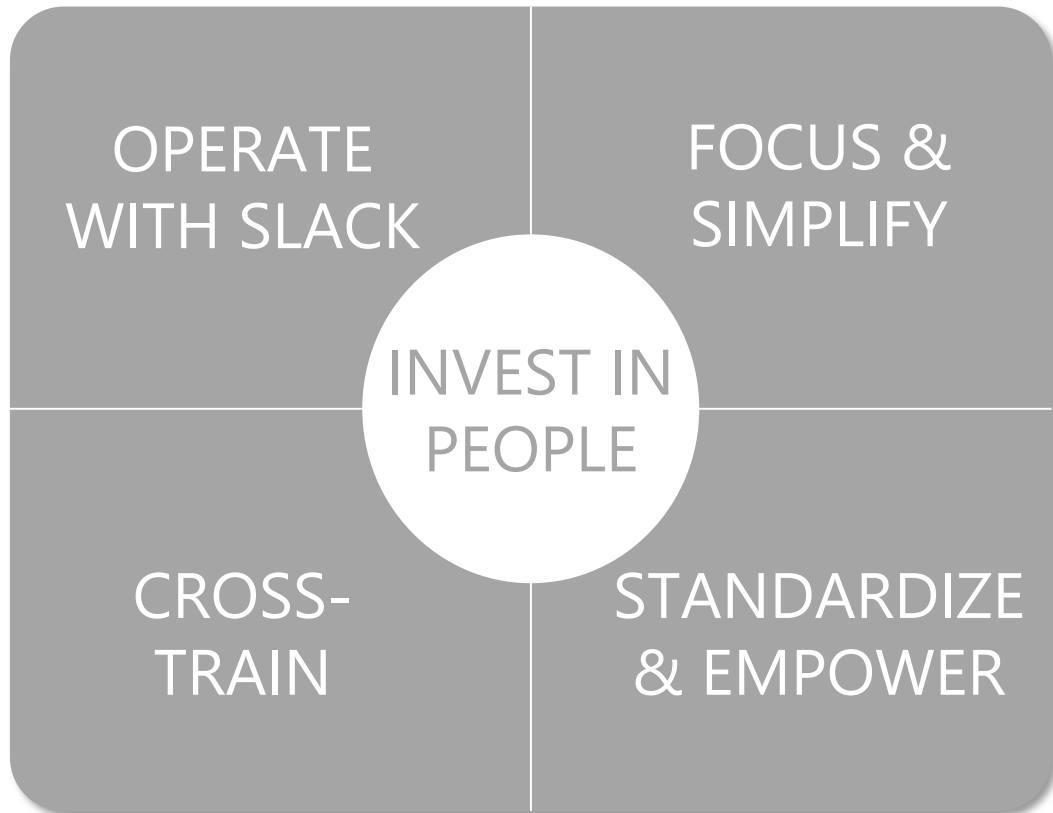 OPERATE
WITH SLACK
FOCUS &
SIMPLIFY
INVEST IN
PEOPLE
CROSS-
TRAIN
STANDARDIZE
& EMPOWER